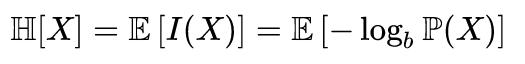 ℍ[X] = 𝔼 [I(X)] = 𝔼 [− log_b ℙ(X)]